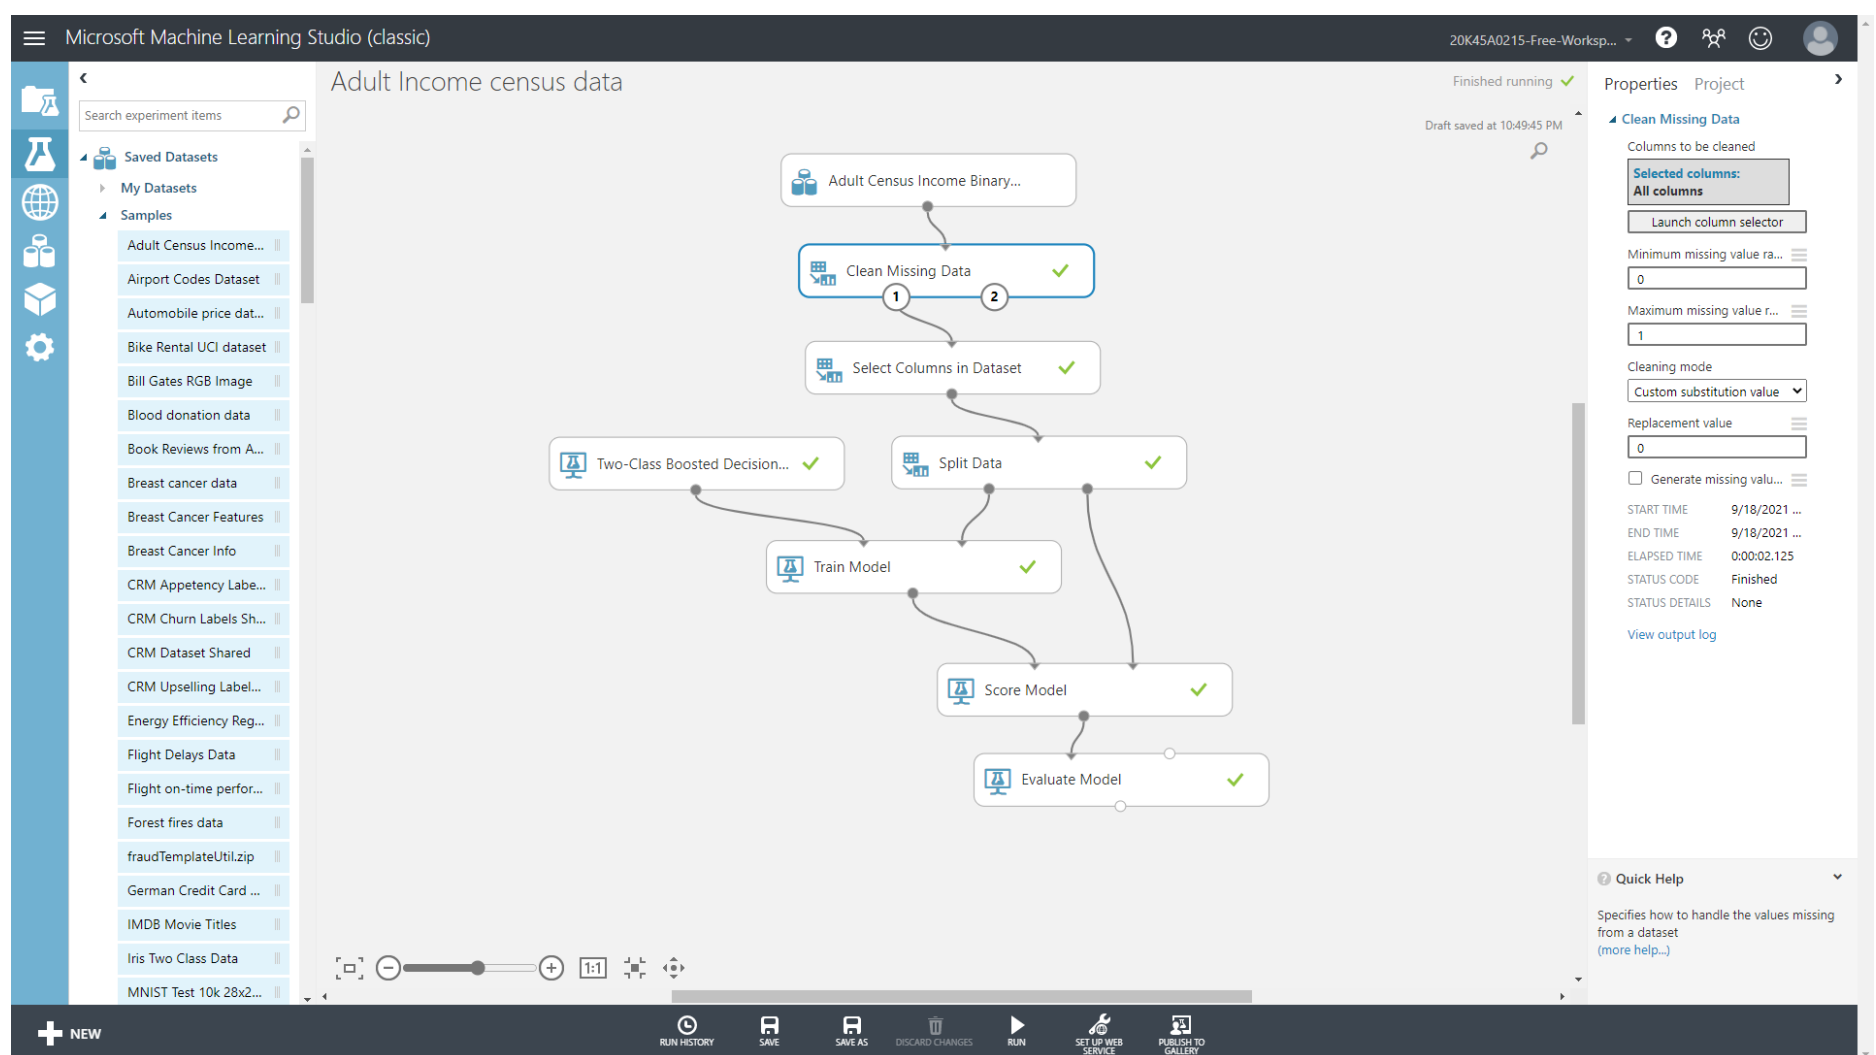 Microsoft Machine Learning Studio (classic)
20K45A0215-Free-Worksp...
Search experiment items
Saved Datasets
My Datasets
Samples
Adult Census Income...
Airport Codes Dataset
Automobile price dat...
Bike Rental UCI dataset
Bill Gates RGB Image
Blood donation data
Book Reviews from A...
Breast cancer data
Breast Cancer Features
Breast Cancer Info
CRM Appetency Labe...
CRM Churn Labels Sh...
CRM Dataset Shared
CRM Upselling Label...
Energy Efficiency Reg...
Flight Delays Data
Flight on-time perfor...
Forest fires data
fraudTemplateUtil.zip
German Credit Card ...
IMDB Movie Titles
Iris Two Class Data
MNIST Test 10k 28x2...
Adult Income census data
Finished running
Draft saved at 10:49:45 PM
Adult Census Income Binary...
Clean Missing Data
1
2
Select Columns in Dataset
Two-Class Boosted Decision...
Split Data
Train Model
Score Model
Evaluate Model
1:1
Properties Project
Clean Missing Data
Columns to be cleaned
Selected columns:
All columns
Launch column selector
Minimum missing value ra...
0
Maximum missing value r...
1
Cleaning mode
Custom substitution value
Replacement value
0
Generate missing valu...
START TIME 9/18/2021 ...
END TIME 9/18/2021 ...
ELAPSED TIME 0:00:02.125
STATUS CODE Finished
STATUS DETAILS None
View output log
Quick Help
Specifies how to handle the values missing
from a dataset
(more help...)
NEW
RUN HISTORY
SAVE
SAVE AS
DISCARD CHANGES
RUN
SET UP WEB
SERVICE
PUBLISH TO
GALLERY